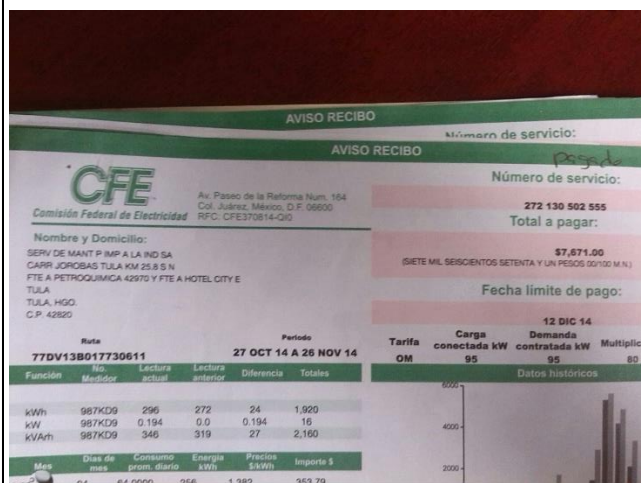 AVISO RECIBO
Número de servicio:
AVISO RECIBO
pagado
CFE
Comisión Federal de Electricidad
Av. Paseo de la Reforma Num. 164
Col. Juárez, México, D.F. 06600
RFC: CFE370814-QI0
Número de servicio:
272 130 502 555
Total a pagar:
$7,671.00
(SIETE MIL SEISCIENTOS SETENTA Y UN PESOS 00/100 M.N.)
Fecha límite de pago:
12 DIC 14
Nombre y Domicilio:
SERV DE MANT P IMP A LA IND SA
CARR JOROBAS TULA KM 25.8 S N
FTE A PETROQUIMICA 42970 Y FTE A HOTEL CITY E
TULA
TULA, HGO.
C.P. 42820
Ruta Periodo
77DV13B017730611 27 OCT 14 A 26 NOV 14
Tarifa Carga conectada kW Demanda contratada kW Multiplic
OM 95 95 80
Función No. Medidor Lectura actual Lectura anterior Diferencia Totales
kWh 987KD9 296 272 24 1,920
kW 987KD9 0.194 0.0 0.194 16
kVArh 987KD9 346 319 27 2,160
Datos históricos
6000
4000
2000
Mes Días de mes Consumo prom. diario Energía kWh Precios $/kWh Importe $
256 1.382 353.79